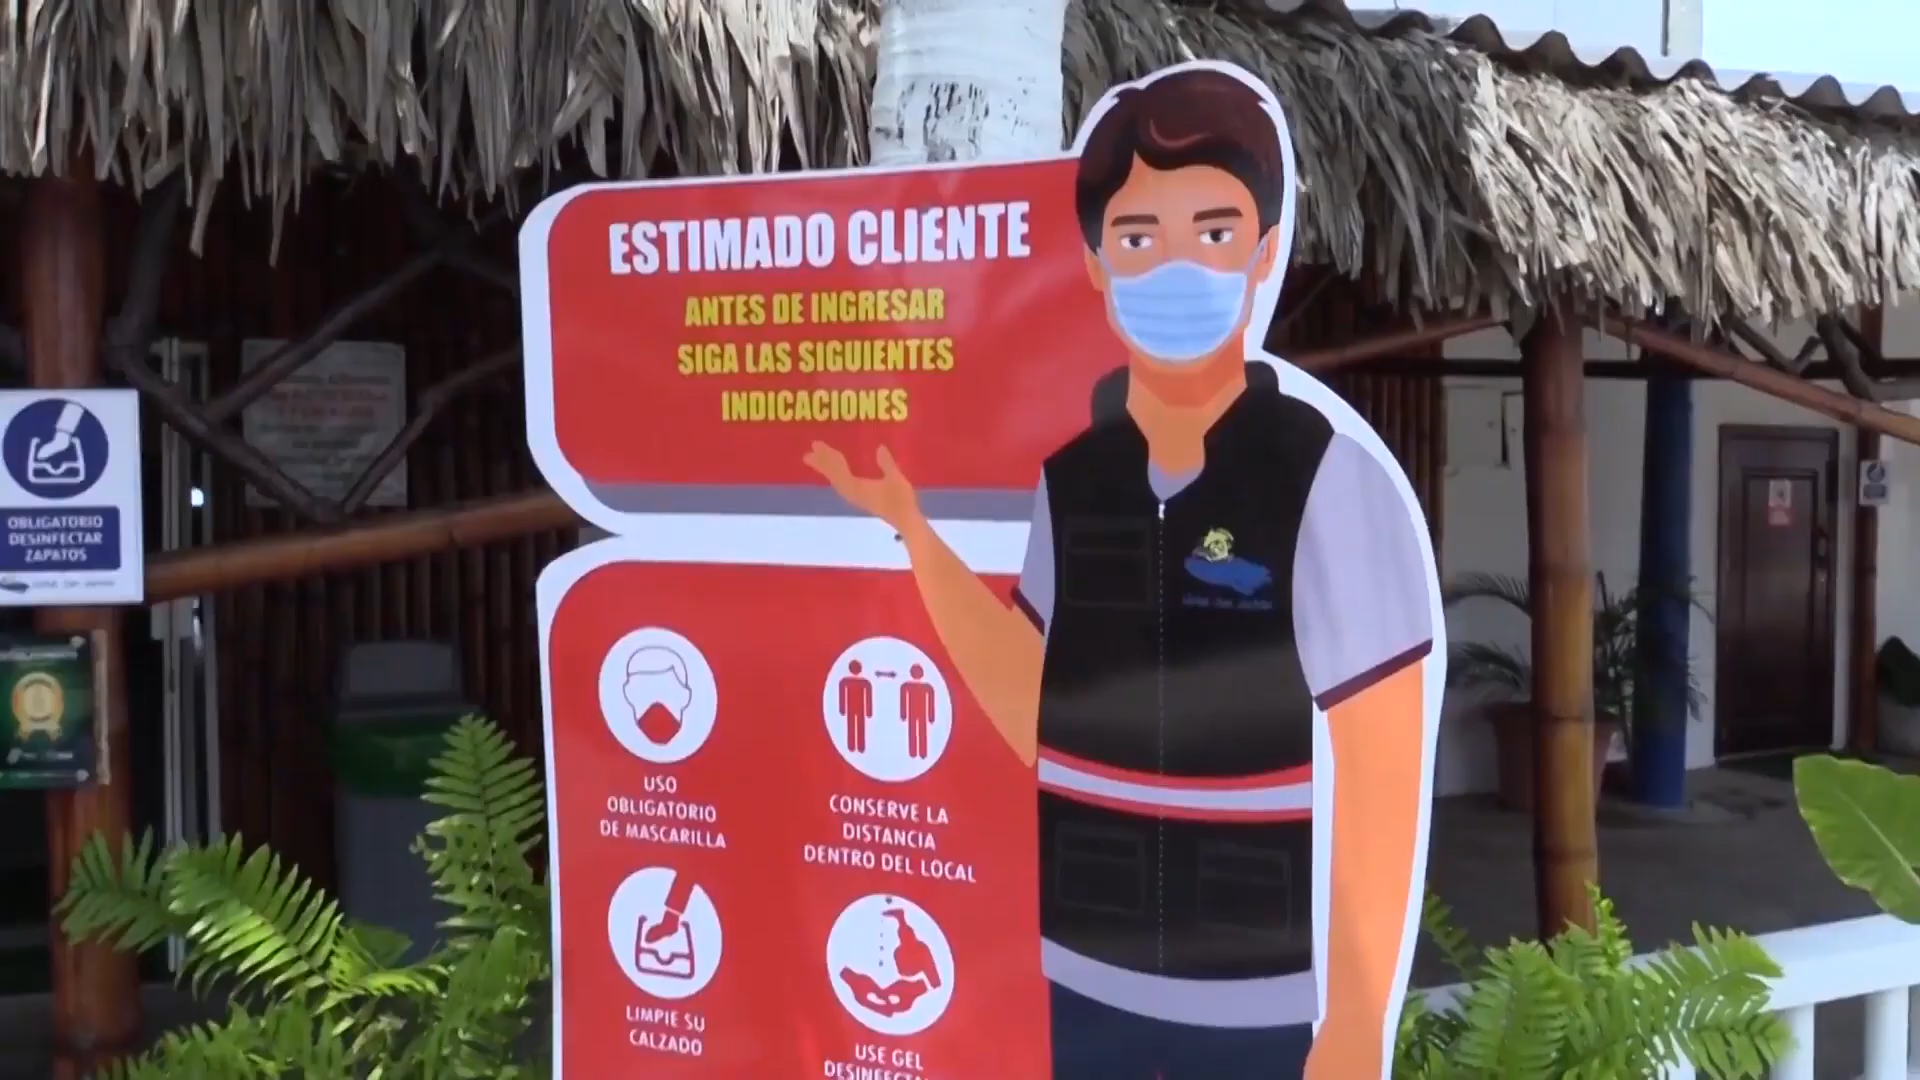 ESTIMADO CLIENTE
ANTES DE INGRESAR
SIGA LAS SIGUIENTES
INDICACIONES
USO
OBLIGATORIO
DE MASCARILLA
CONSERVE LA
DISTANCIA
DENTRO DEL LOCAL
LIMPIE SU
CALZADO
USE GEL
OBLIGATORIO
DESINFECTAR
ZAPATOS